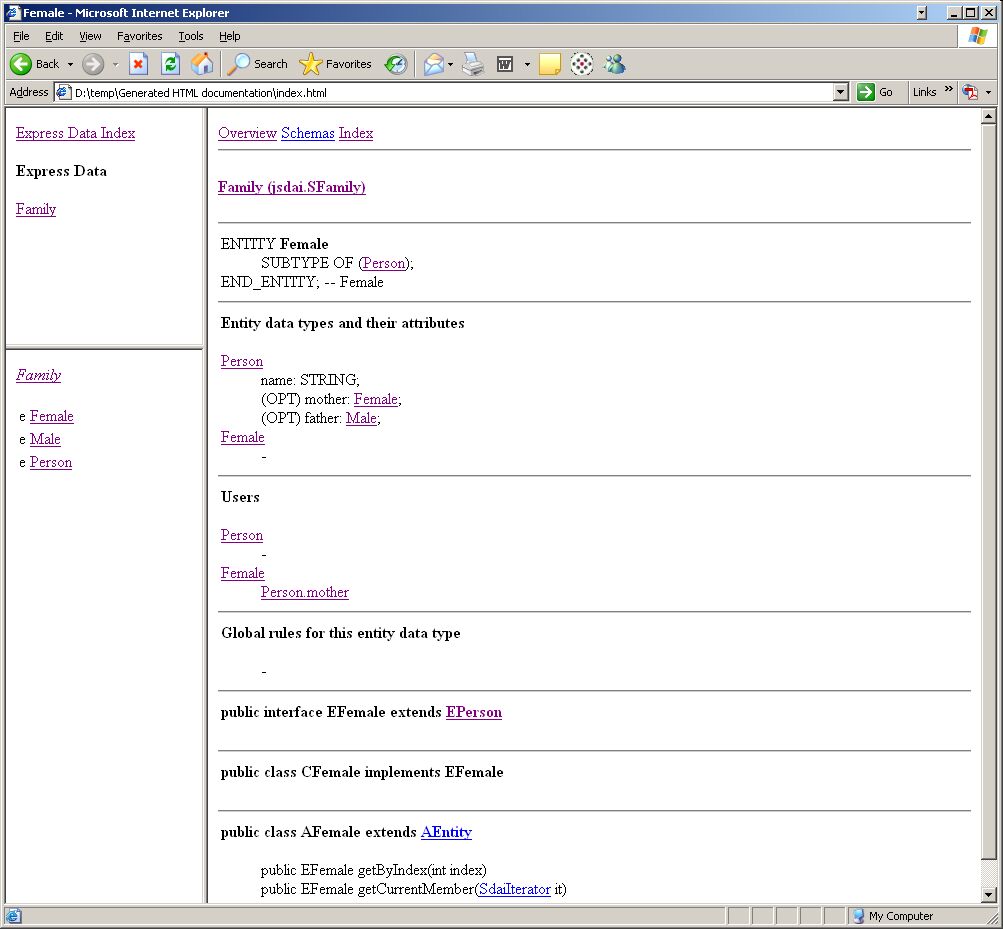 Female - Microsoft Internet Explorer
File Edit View Favorites Tools Help
Back Search Favorites
Address D:\temp\Generated HTML documentation\index.html Go Links »
Express Data Index
Express Data
Family
Family
e Female
e Male
e Person
Overview Schemas Index
Family (jsdai.SFamily)
ENTITY Female
SUBTYPE OF (Person);
END_ENTITY; -- Female
Entity data types and their attributes
Person
name: STRING;
(OPT) mother: Female;
(OPT) father: Male;
Female
-
Users
Person
-
Female
Person.mother
Global rules for this entity data type
-
public interface EFemale extends EPerson
public class CFemale implements EFemale
public class AFemale extends AEntity
public EFemale getByIndex(int index)
public EFemale getCurrentMember(SdaiIterator it)
My Computer